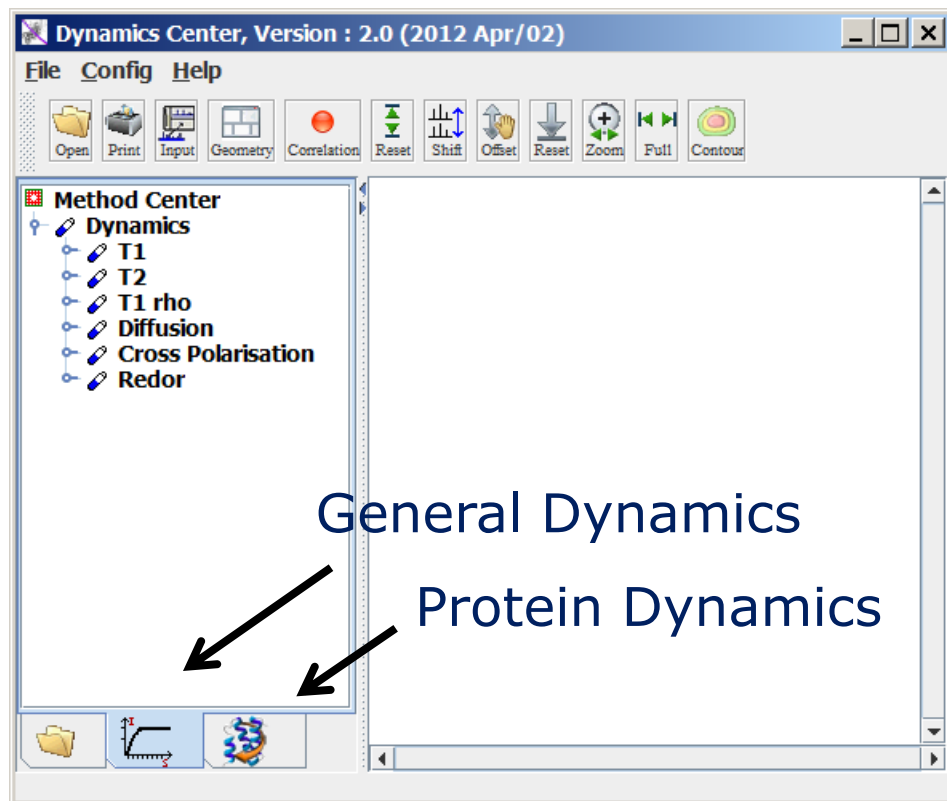 Dynamics Center, Version : 2.0 (2012 Apr/02)
File Config Help
Open Print Input Geometry Correlation Reset Shift Offset Reset Zoom Full Contour
Method Center
Dynamics
T1
T2
T1 rho
Diffusion
Cross Polarisation
Redor
General Dynamics
Protein Dynamics
I
S